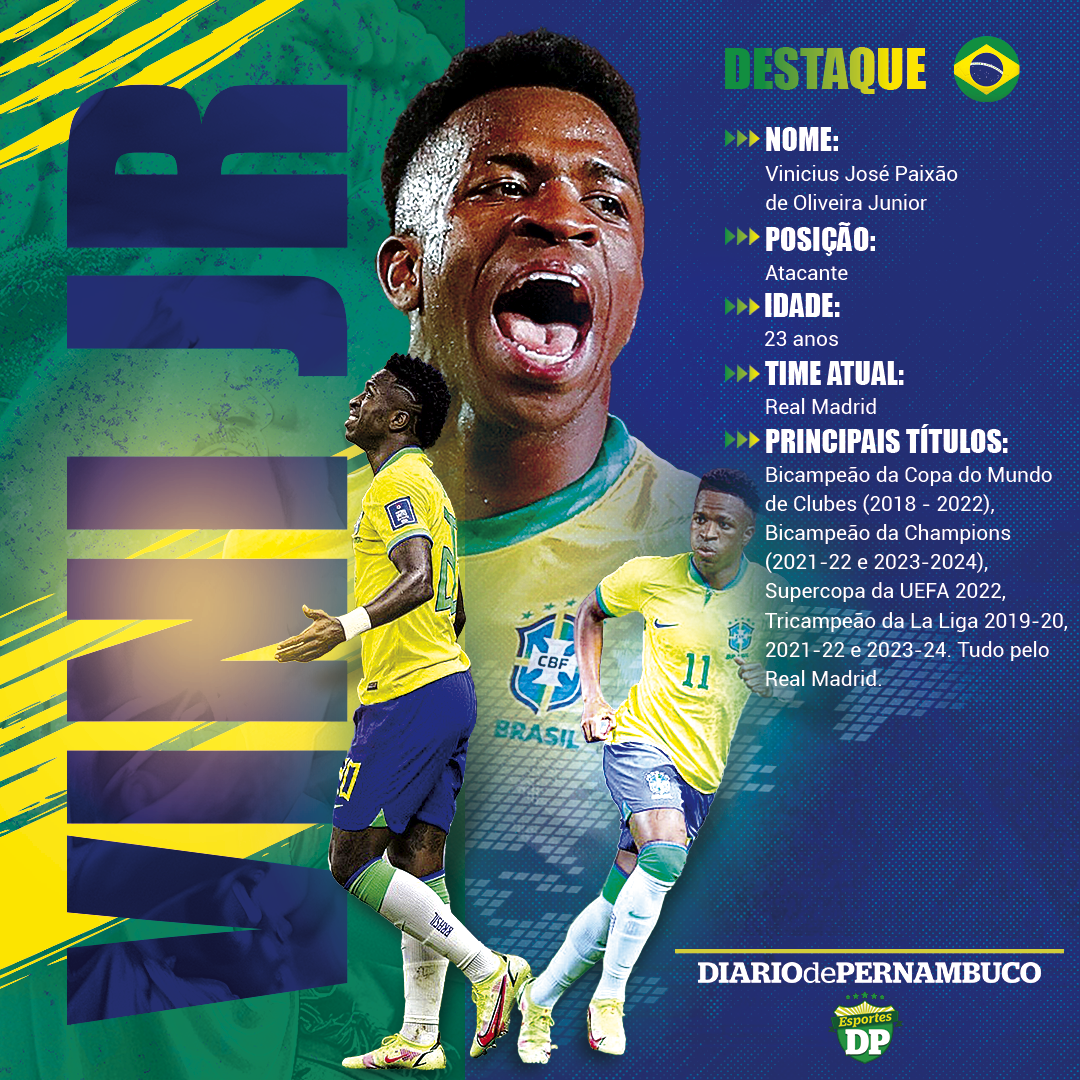 VINI JR
DESTAQUE
NOME:
Vinicius José Paixão
de Oliveira Junior
POSIÇÃO:
Atacante
IDADE:
23 anos
TIME ATUAL:
Real Madrid
PRINCIPAIS TÍTULOS:
Bicampeão da Copa do Mundo
de Clubes (2018 - 2022),
Bicampeão da Champions
(2021-22 e 2023-2024),
Supercopa da UEFA 2022,
Tricampeão da La Liga 2019-20,
2021-22 e 2023-24. Tudo pelo
Real Madrid.
CBF
BRASIL
11
BRASIL
DIARIOdePERNAMBUCO
Esportes
DP